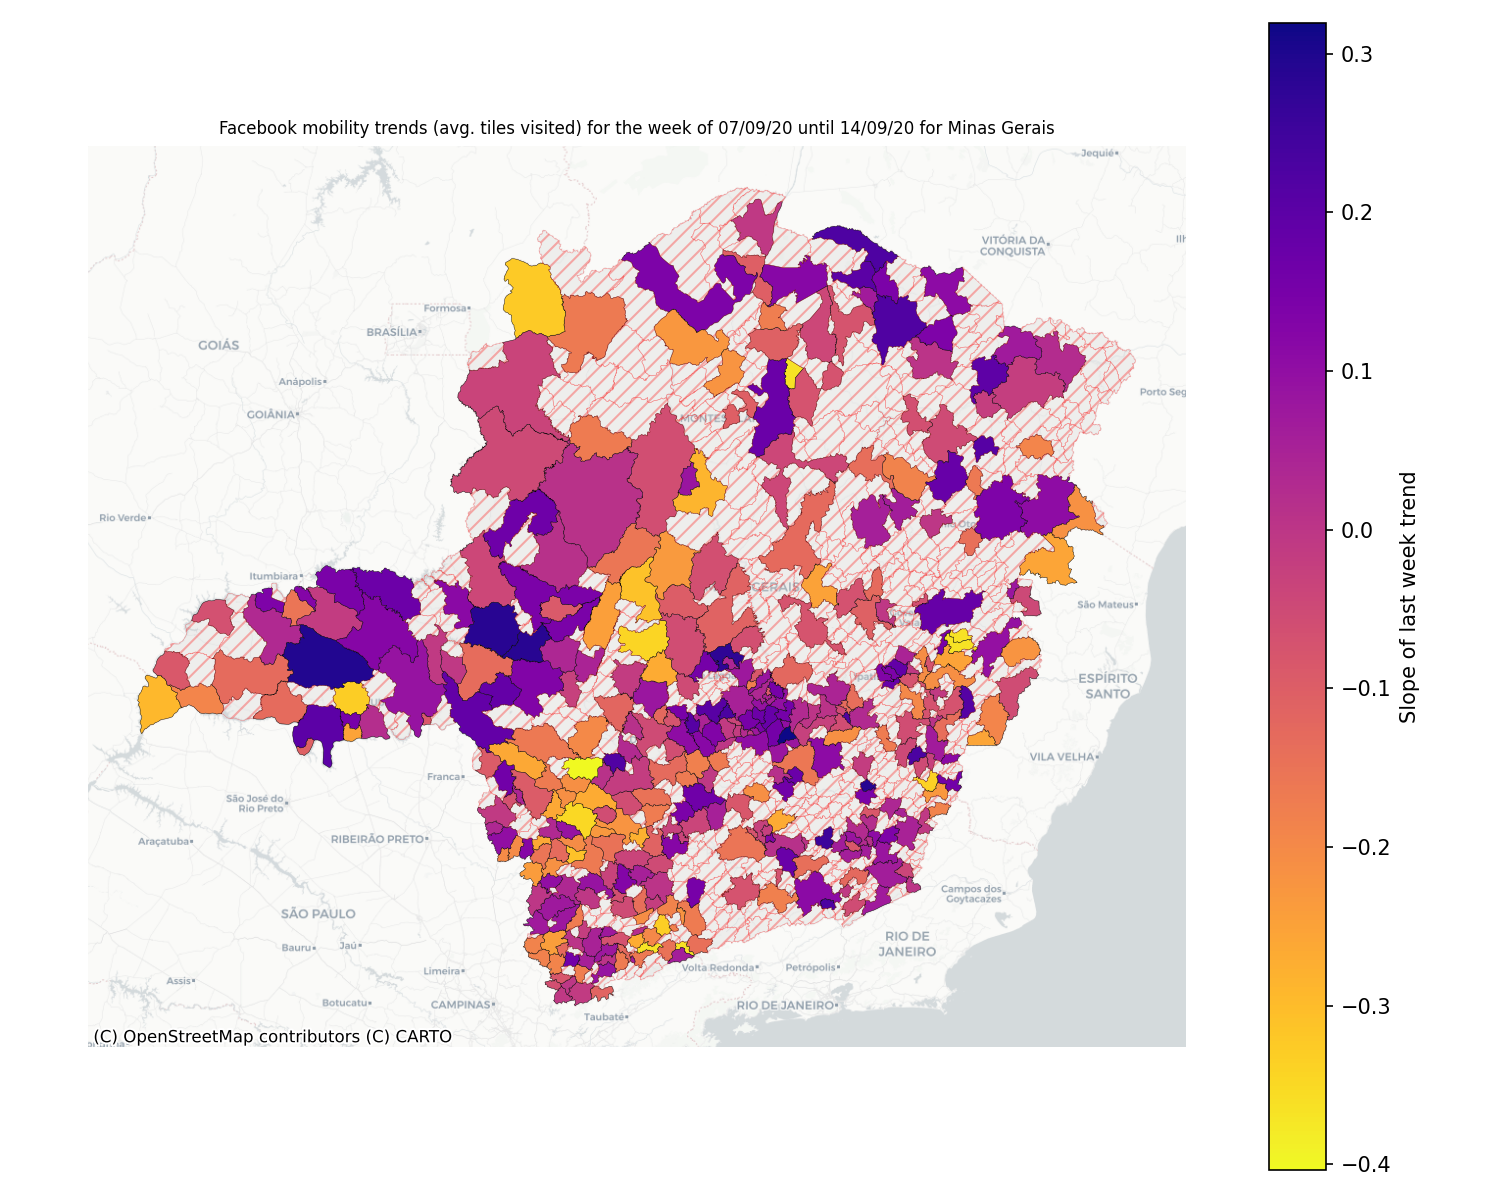 Facebook mobility trends (avg. tiles visited) for the week of 07/09/20 until 14/09/20 for Minas Gerais
Jequié
VITÓRIA DA
CONQUISTA
Formosa
BRASÍLIA
GOIÁS
Anápolis
GOIÂNIA
Porto Seg
MONTES
Rio Verde
Itumbiara
GERAIS
São Mateus
ESPÍRITO
SANTO
VILA VELHA
Franca
São José do
Rio Preto
RIBEIRÃO PRETO
Araçatuba
SÃO PAULO
Campos dos
Goytacazes
RIO DE
JANEIRO
Bauru
Jaú
Limeira
Volta Redonda
Petrópolis
Assis
Botucatu
CAMPINAS
RIO DE JANEIRO
Taubaté
(C) OpenStreetMap contributors (C) CARTO
0.3
0.2
0.1
0.0
−0.1
−0.2
−0.3
−0.4
Slope of last week trend